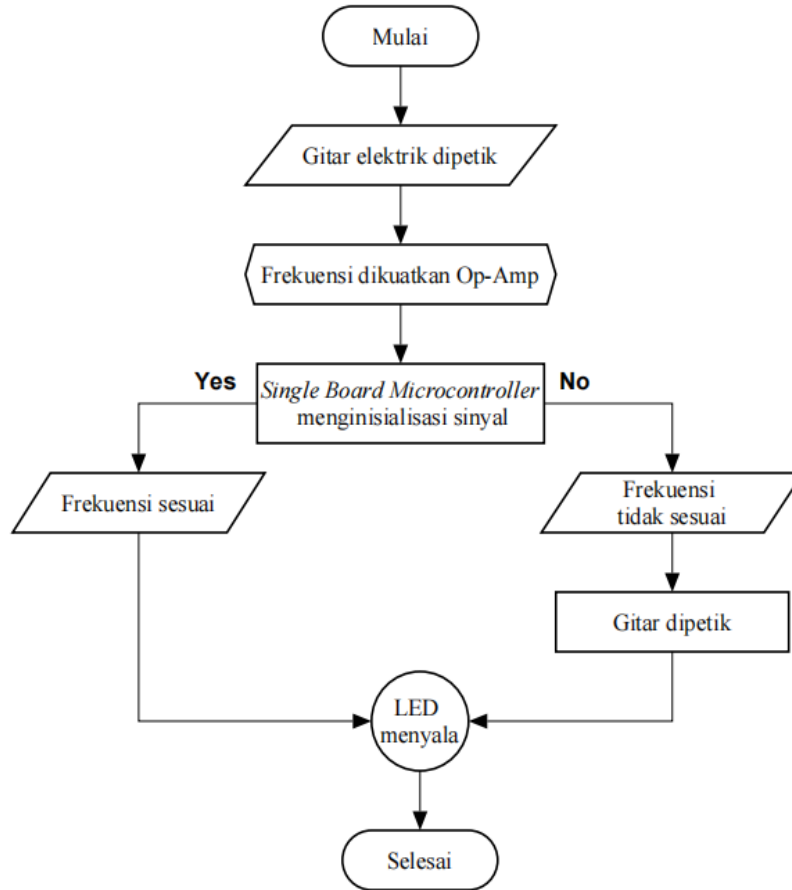 Mulai
Gitar elektrik dipetik
Frekuensi dikuatkan Op-Amp
Yes
Single Board Microcontroller
menginisialisasi sinyal
No
Frekuensi sesuai
Frekuensi
tidak sesuai
Gitar dipetik
LED
menyala
Selesai